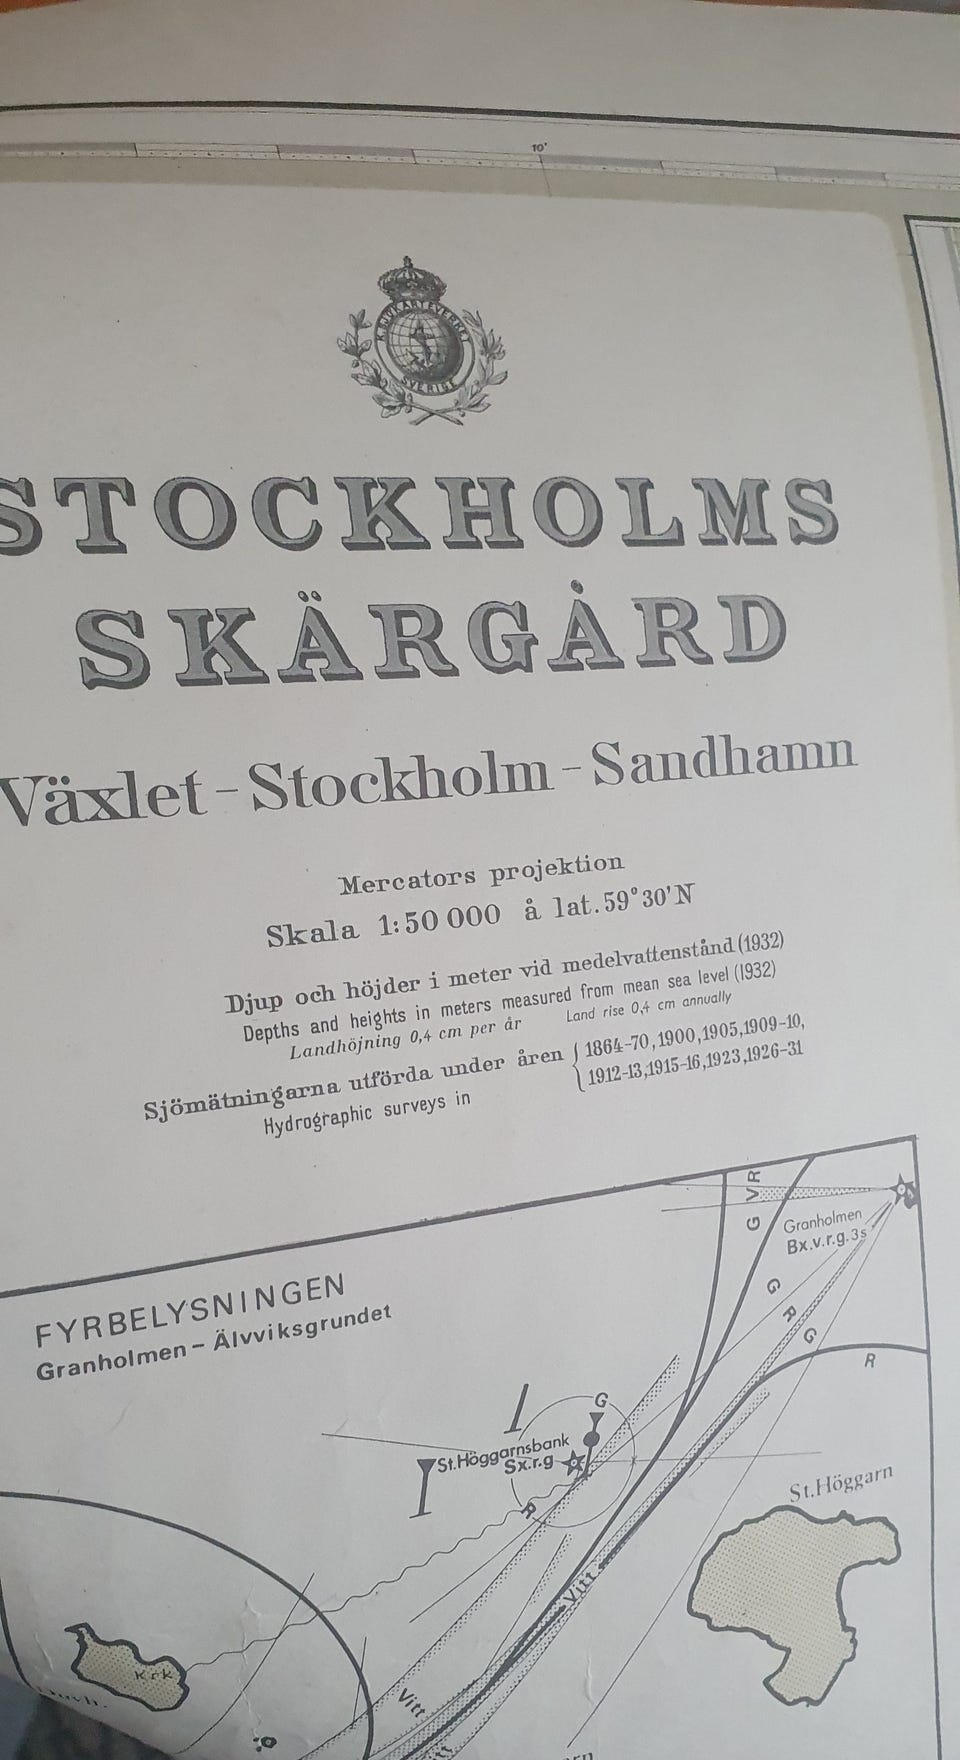 10'
K. SJÖKARTEVERKET
SVERIGE
STOCKHOLMS
SKÄRGÅRD
Växlet - Stockholm - Sandhamn
Mercators projektion
Skala 1:50 000 å lat. 59°30'N
Djup och höjder i meter vid medelvattenstånd (1932)
Depths and heights in meters measured from mean sea level (1932)
Landhöjning 0,4 cm per år Land rise 0,4 cm annually
Sjömätningarna utförda under åren { 1864-70, 1900, 1905, 1909-10,
Hydrographic surveys in 1912-13, 1915-16, 1923, 1926-31
FYRBELYSNINGEN
Granholmen - Älvviksgrundet
G V R
Granholmen
Bx.v.r.g.3s
G R G
R
G
St.Höggarnsbank
Sx.r.g
R
St.Höggarn
Vitt
Krk
Vitt